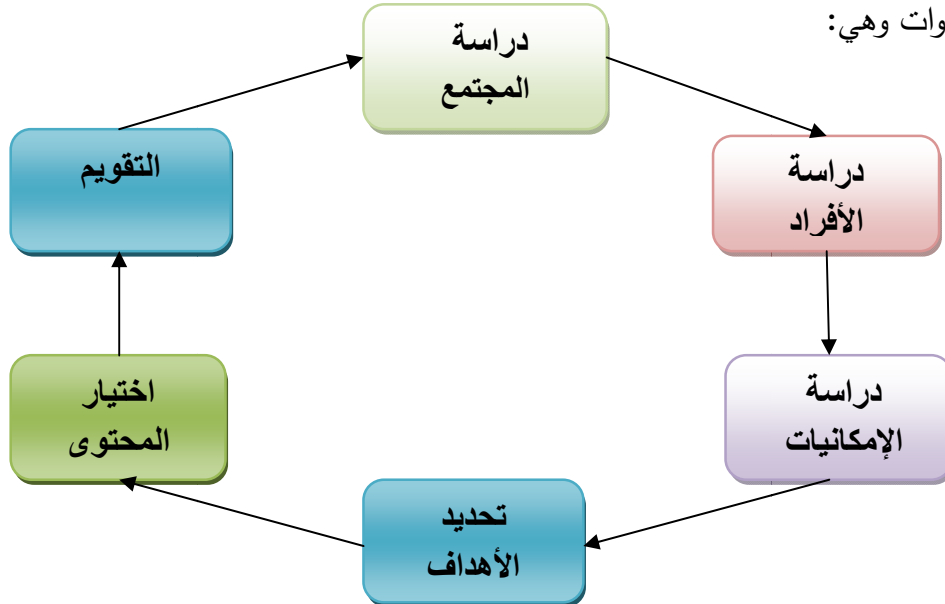 وات وهي:
دراسة
المجتمع
دراسة
الأفراد
دراسة
الإمكانيات
تحديد
الأهداف
اختيار
المحتوى
التقويم